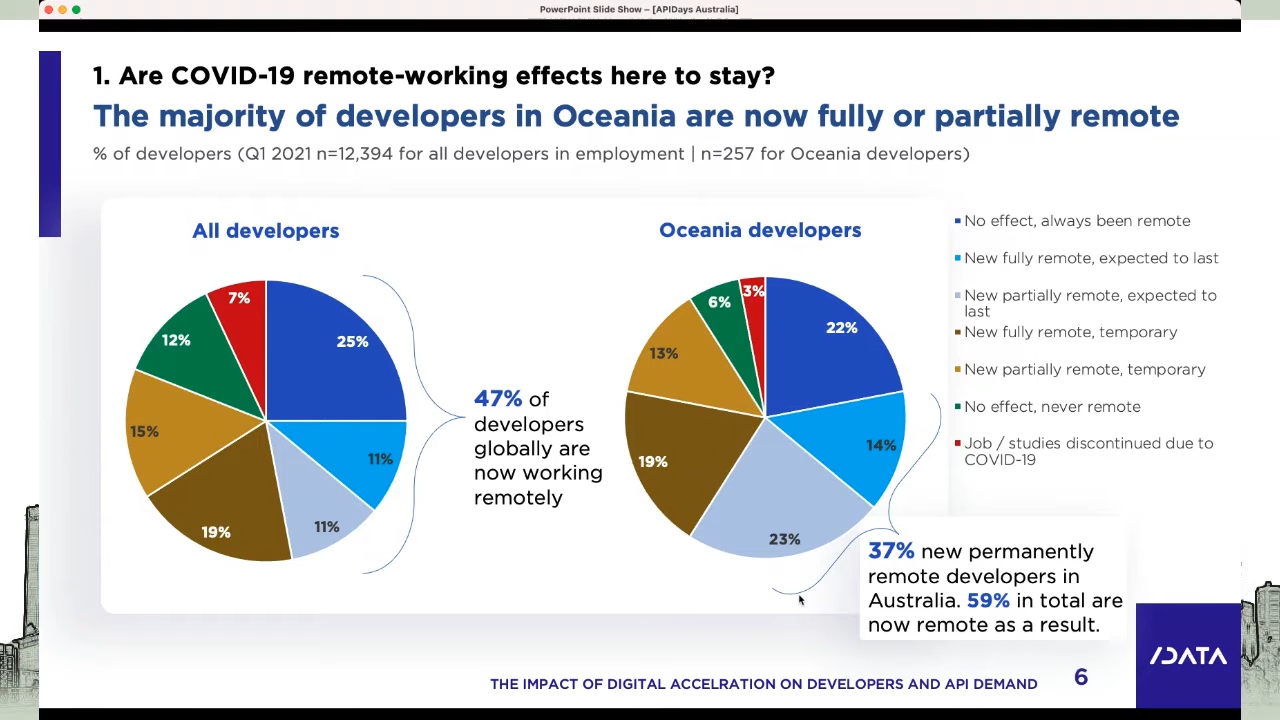 PowerPoint Slide Show – [APIDays Australia]
1. Are COVID-19 remote-working effects here to stay?
The majority of developers in Oceania are now fully or partially remote
% of developers (Q1 2021 n=12,394 for all developers in employment | n=257 for Oceania developers)
All developers
7%
25%
12%
15%
11%
19%
11%
47% of
developers
globally are
now working
remotely
Oceania developers
3%
6%
22%
13%
14%
19%
23%
No effect, always been remote
New fully remote, expected to last
New partially remote, expected to
last
New fully remote, temporary
New partially remote, temporary
No effect, never remote
Job / studies discontinued due to
COVID-19
37% new permanently
remote developers in
Australia. 59% in total are
now remote as a result.
THE IMPACT OF DIGITAL ACCELRATION ON DEVELOPERS AND API DEMAND
6
/DATA